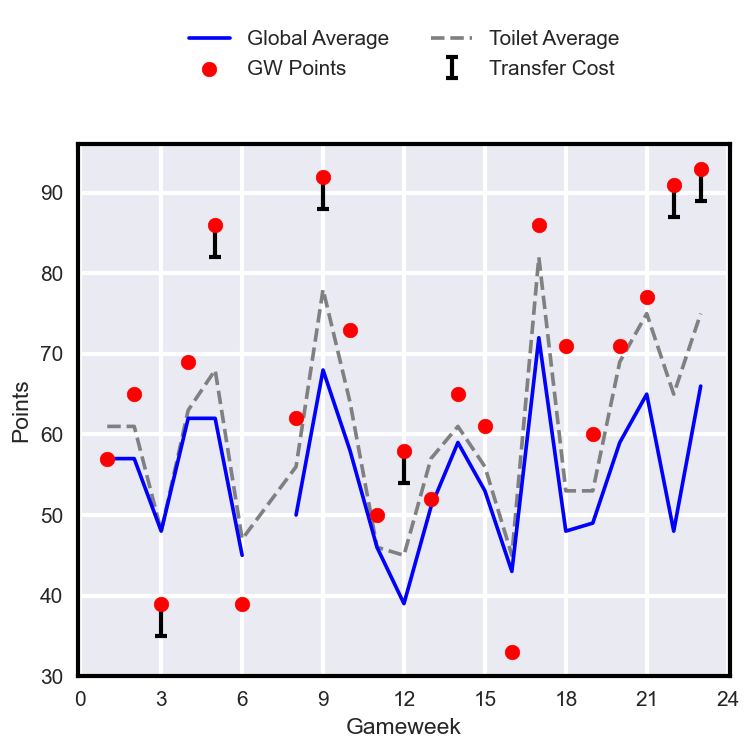 Global Average
Toilet Average
GW Points
Transfer Cost
90
80
70
60
50
40
30
Points
0 3 6 9 12 15 18 21 24
Gameweek